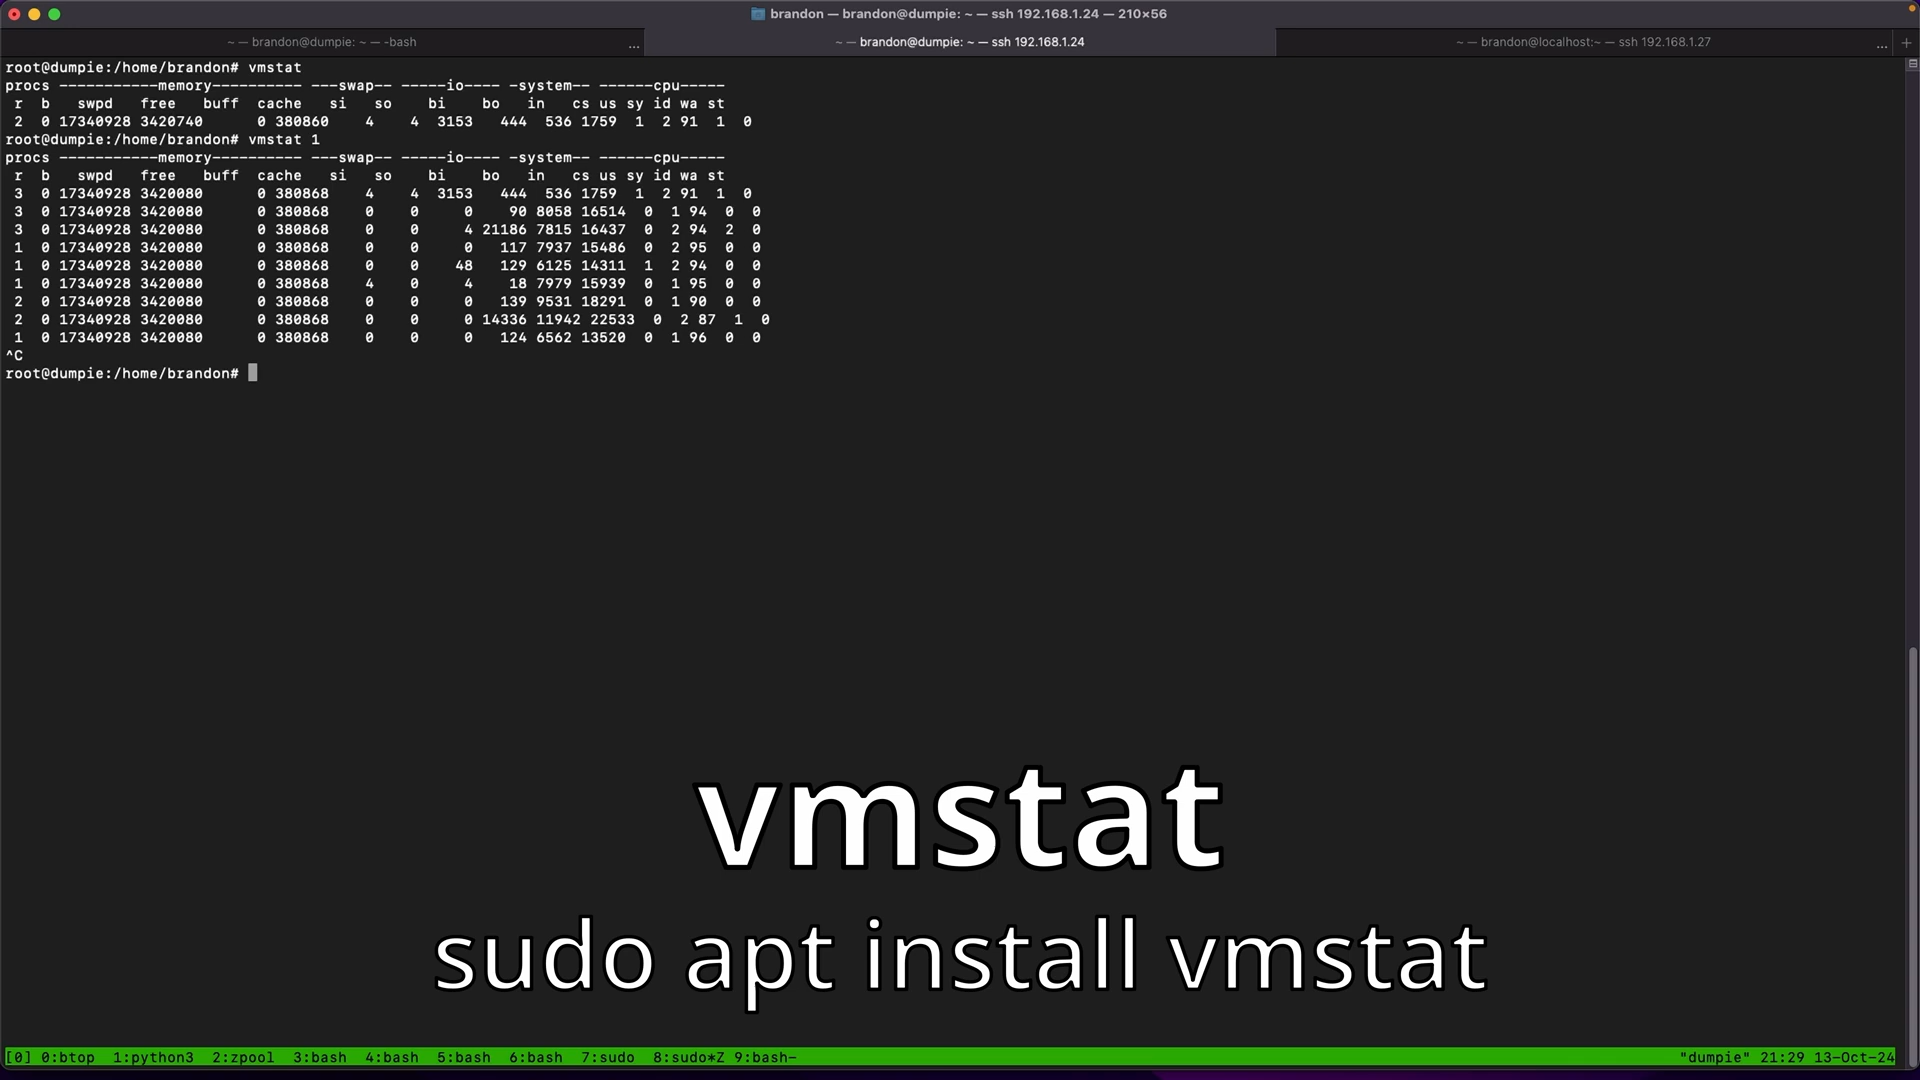 brandon — brandon@dumpie: ~ — ssh 192.168.1.24 — 210×56
~ — brandon@dumpie: ~ — -bash ... ~ — brandon@dumpie: ~ — ssh 192.168.1.24 ~ — brandon@localhost:~ — ssh 192.168.1.27 ... +
root@dumpie:/home/brandon# vmstat
procs -----------memory---------- ---swap-- -----io---- -system-- ------cpu-----
 r  b   swpd   free   buff  cache   si   so    bi    bo   in   cs us sy id wa st
 2  0 17340928 3420740      0 380860    4    4  3153   444  536 1759  1  2 91  1  0
root@dumpie:/home/brandon# vmstat 1
procs -----------memory---------- ---swap-- -----io---- -system-- ------cpu-----
 r  b   swpd   free   buff  cache   si   so    bi    bo   in   cs us sy id wa st
 3  0 17340928 3420080      0 380868    4    4  3153   444  536 1759  1  2 91  1  0
 3  0 17340928 3420080      0 380868    0    0     0    90 8058 16514  0  1 94  0  0
 3  0 17340928 3420080      0 380868    0    0     4 21186 7815 16437  0  2 94  2  0
 1  0 17340928 3420080      0 380868    0    0     0   117 7937 15486  0  2 95  0  0
 1  0 17340928 3420080      0 380868    0    0    48   129 6125 14311  1  2 94  0  0
 1  0 17340928 3420080      0 380868    4    0     4    18 7979 15939  0  1 95  0  0
 2  0 17340928 3420080      0 380868    0    0     0   139 9531 18291  0  1 90  0  0
 2  0 17340928 3420080      0 380868    0    0     0 14336 11942 22533  0  2 87  1  0
 1  0 17340928 3420080      0 380868    0    0     0   124 6562 13520  0  1 96  0  0
^C
root@dumpie:/home/brandon#
vmstat
sudo apt install vmstat
[0] 0:btop  1:python3  2:zpool  3:bash  4:bash  5:bash  6:bash  7:sudo  8:sudo*Z 9:bash- "dumpie" 21:29 13-Oct-24